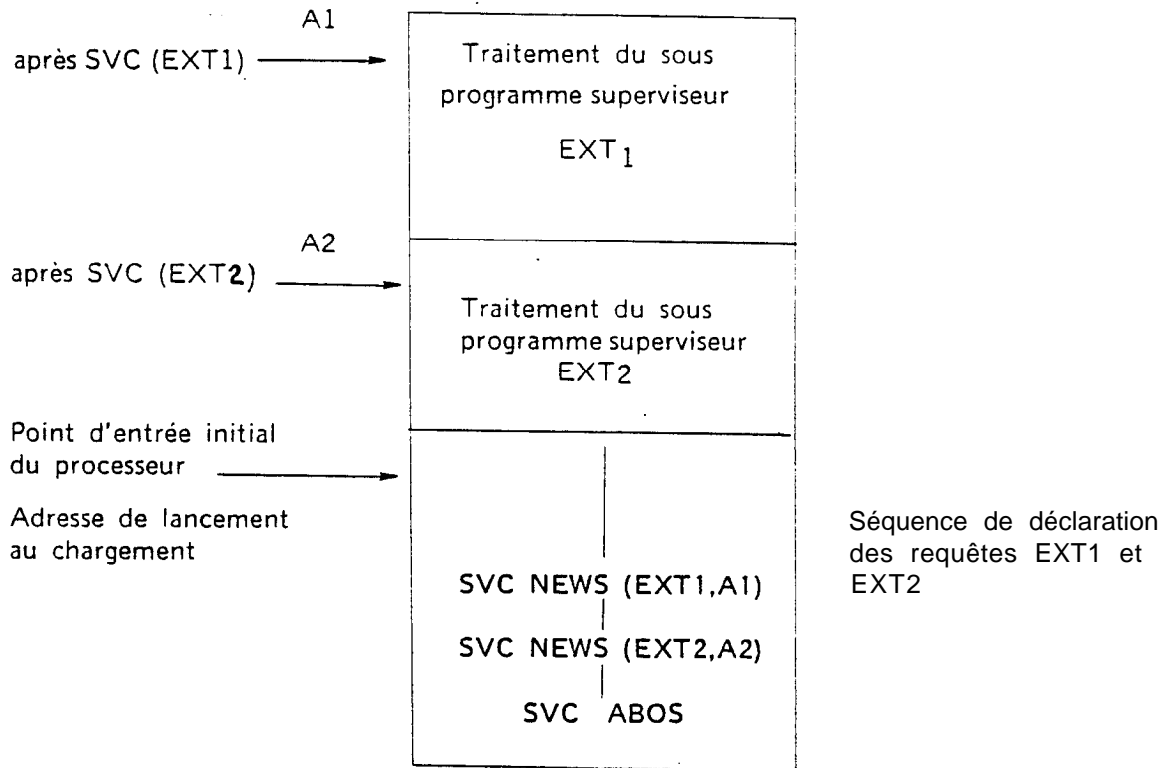 A1
après SVC (EXT1)
Traitement du sous
programme superviseur
EXT1
A2
après SVC (EXT2)
Traitement du sous
programme superviseur
EXT2
Point d'entrée initial
du processeur
Adresse de lancement
au chargement
Séquence de déclaration
des requêtes EXT1 et
EXT2
SVC NEWS (EXT1,A1)
SVC NEWS (EXT2,A2)
SVC ABOS